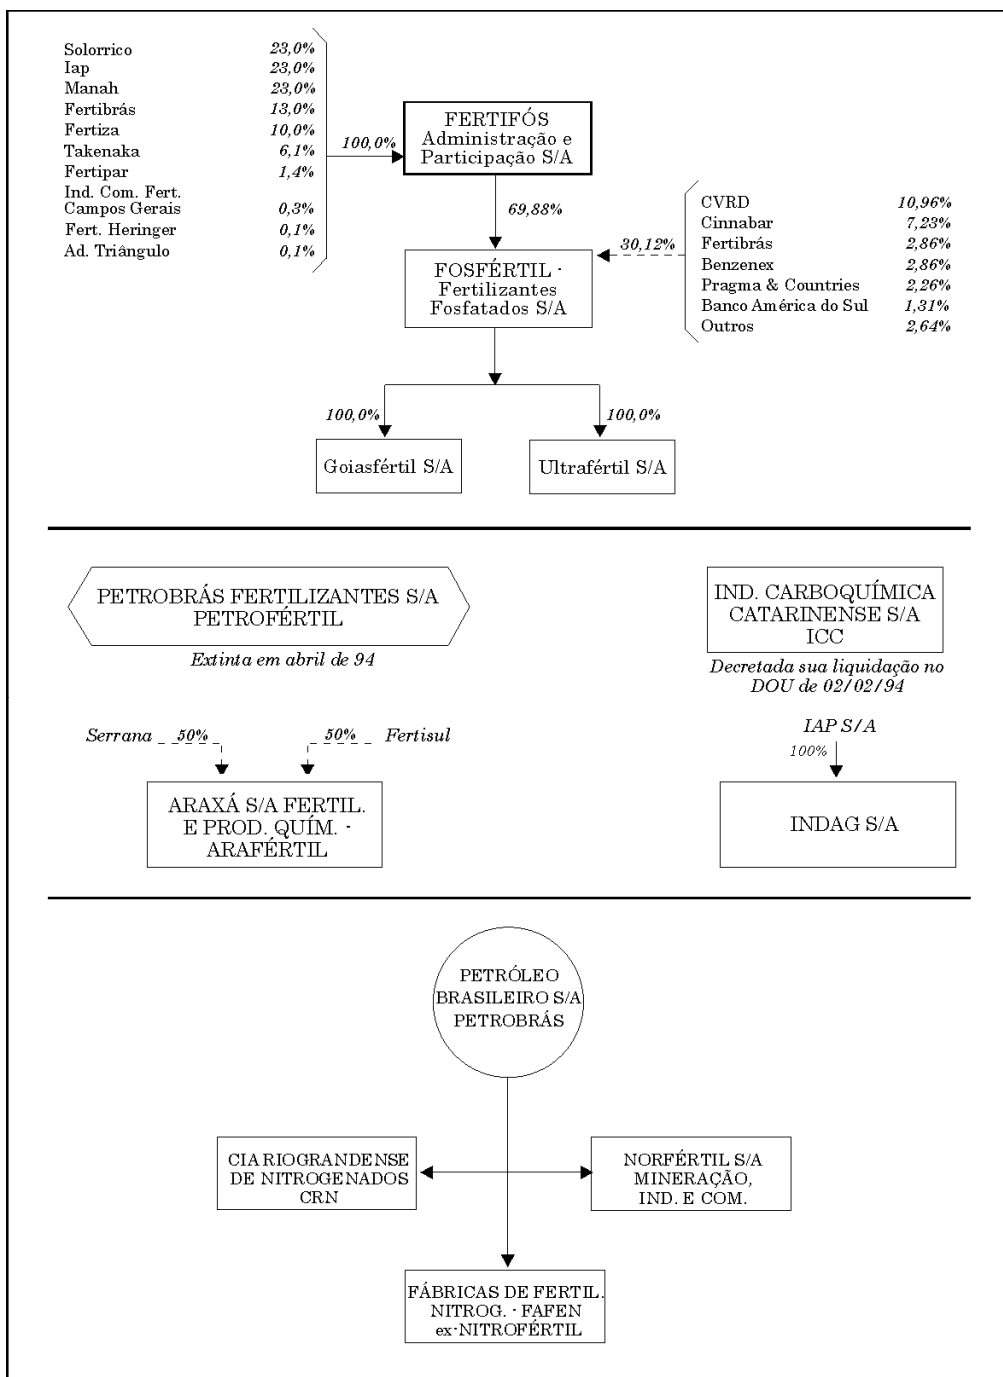 Solorrico 23,0%
Iap 23,0%
Manah 23,0%
Fertibrás 13,0%
Fertiza 10,0%
Takenaka 6,1%
Fertipar 1,4%
Ind. Com. Fert.
Campos Gerais 0,3%
Fert. Heringer 0,1%
Ad. Triângulo 0,1%
100,0%
FERTIFÓS
Administração e
Participação S/A
69,88%
CVRD 10,96%
Cinnabar 7,23%
Fertibrás 2,86%
Benzenex 2,86%
Pragma & Countries 2,26%
Banco América do Sul 1,31%
Outros 2,64%
30,12%
FOSFÉRTIL -
Fertilizantes
Fosfatados S/A
100,0%
100,0%
Goiasfértil S/A
Ultrafértil S/A
PETROBRÁS FERTILIZANTES S/A
PETROFÉRTIL
Extinta em abril de 94
IND. CARBOQUÍMICA
CATARINENSE S/A
ICC
Decretada sua liquidação no
DOU de 02/02/94
Serrana 50% 50% Fertisul
ARAXÁ S/A FERTIL.
E PROD. QUÍM. -
ARAFÉRTIL
IAP S/A
100%
INDAG S/A
PETRÓLEO
BRASILEIRO S/A
PETROBRÁS
CIA RIOGRANDENSE
DE NITROGENADOS
CRN
NORFÉRTIL S/A
MINERAÇÃO,
IND. E COM.
FÁBRICAS DE FERTIL.
NITROG. - FAFEN
ex-NITROFÉRTIL